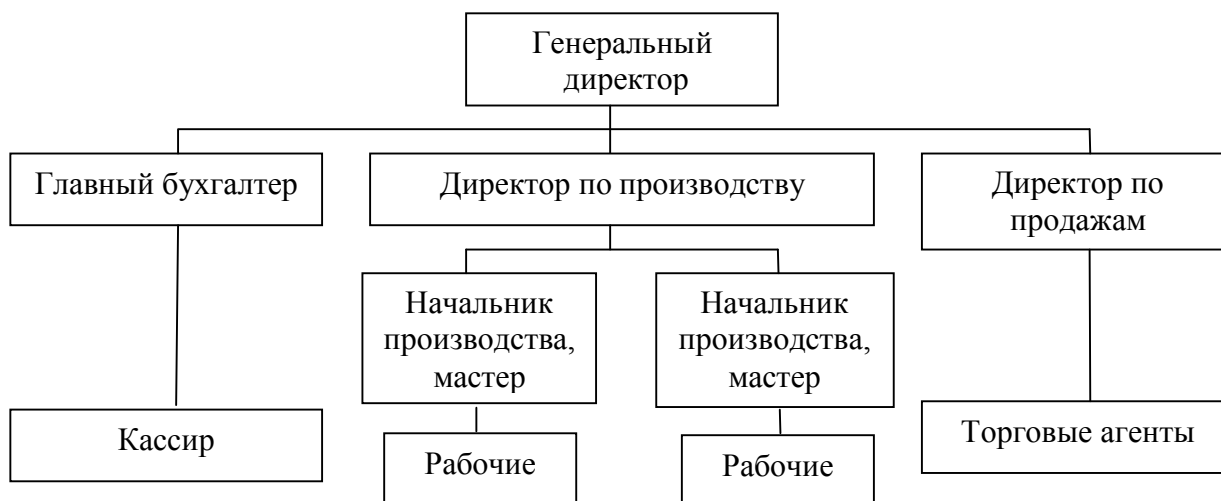 Генеральный
директор
Главный бухгалтер
Директор по производству
Директор по
продажам
Начальник
производства,
мастер
Начальник
производства,
мастер
Кассир
Рабочие
Рабочие
Торговые агенты